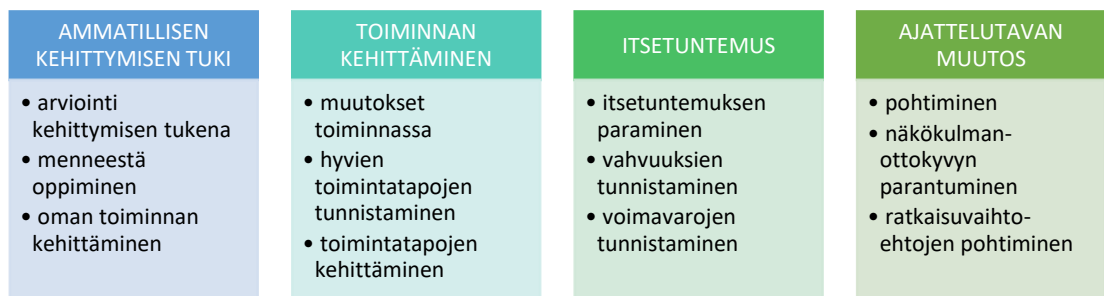 AMMATILLISEN
KEHITTYMISEN TUKI
• arviointi
kehittymisen tukena
• menneestä
oppiminen
• oman toiminnan
kehittäminen
TOIMINNAN
KEHITTÄMINEN
• muutokset
toiminnassa
• hyvien
toimintatapojen
tunnistaminen
• toimintatapojen
kehittäminen
ITSETUNTEMUS
• itsetuntemuksen
paraminen
• vahvuuksien
tunnistaminen
• voimavarojen
tunnistaminen
AJATTELUTAVAN
MUUTOS
• pohtiminen
• näkökulman-
ottokyvyn
parantuminen
• ratkaisuvaihto-
ehtojen pohtiminen